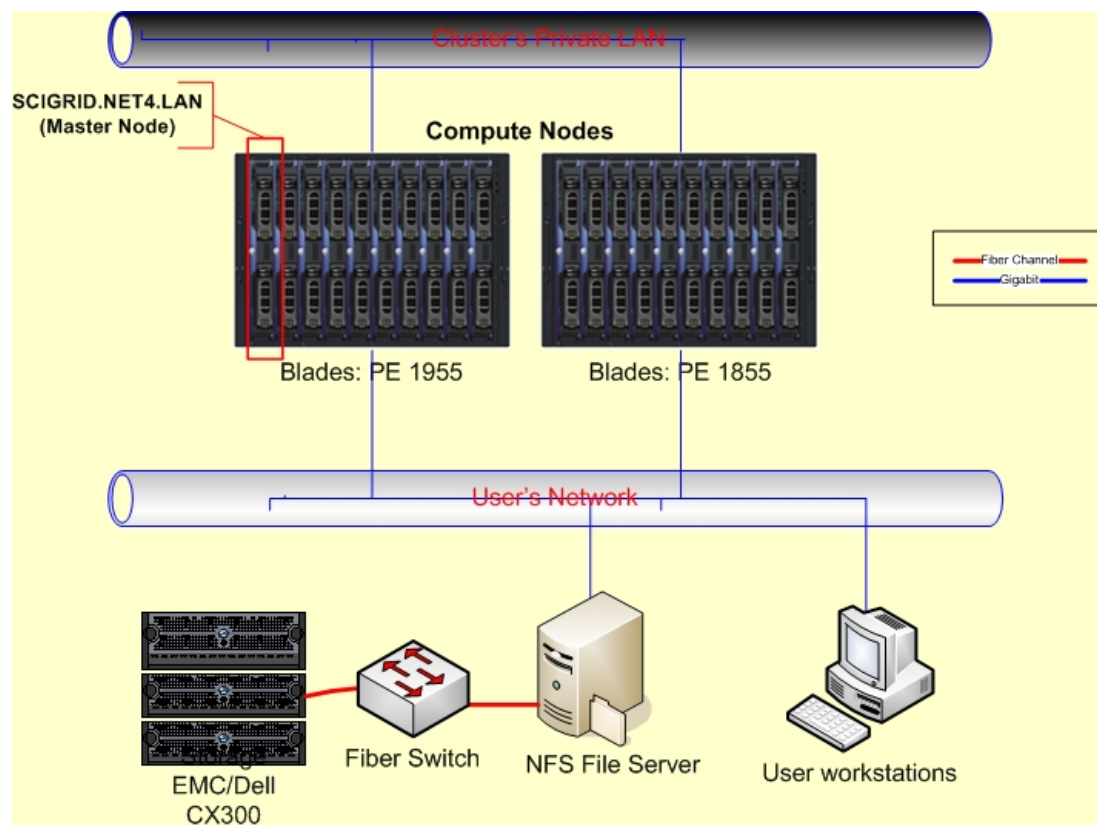 Cluster's Private LAN
SCIGRID.NET4.LAN
(Master Node)
Compute Nodes
Fiber Channel
Gigabit
Blades: PE 1955
Blades: PE 1855
User's Network
Storage
EMC/Dell
CX300
Fiber Switch
NFS File Server
User workstations